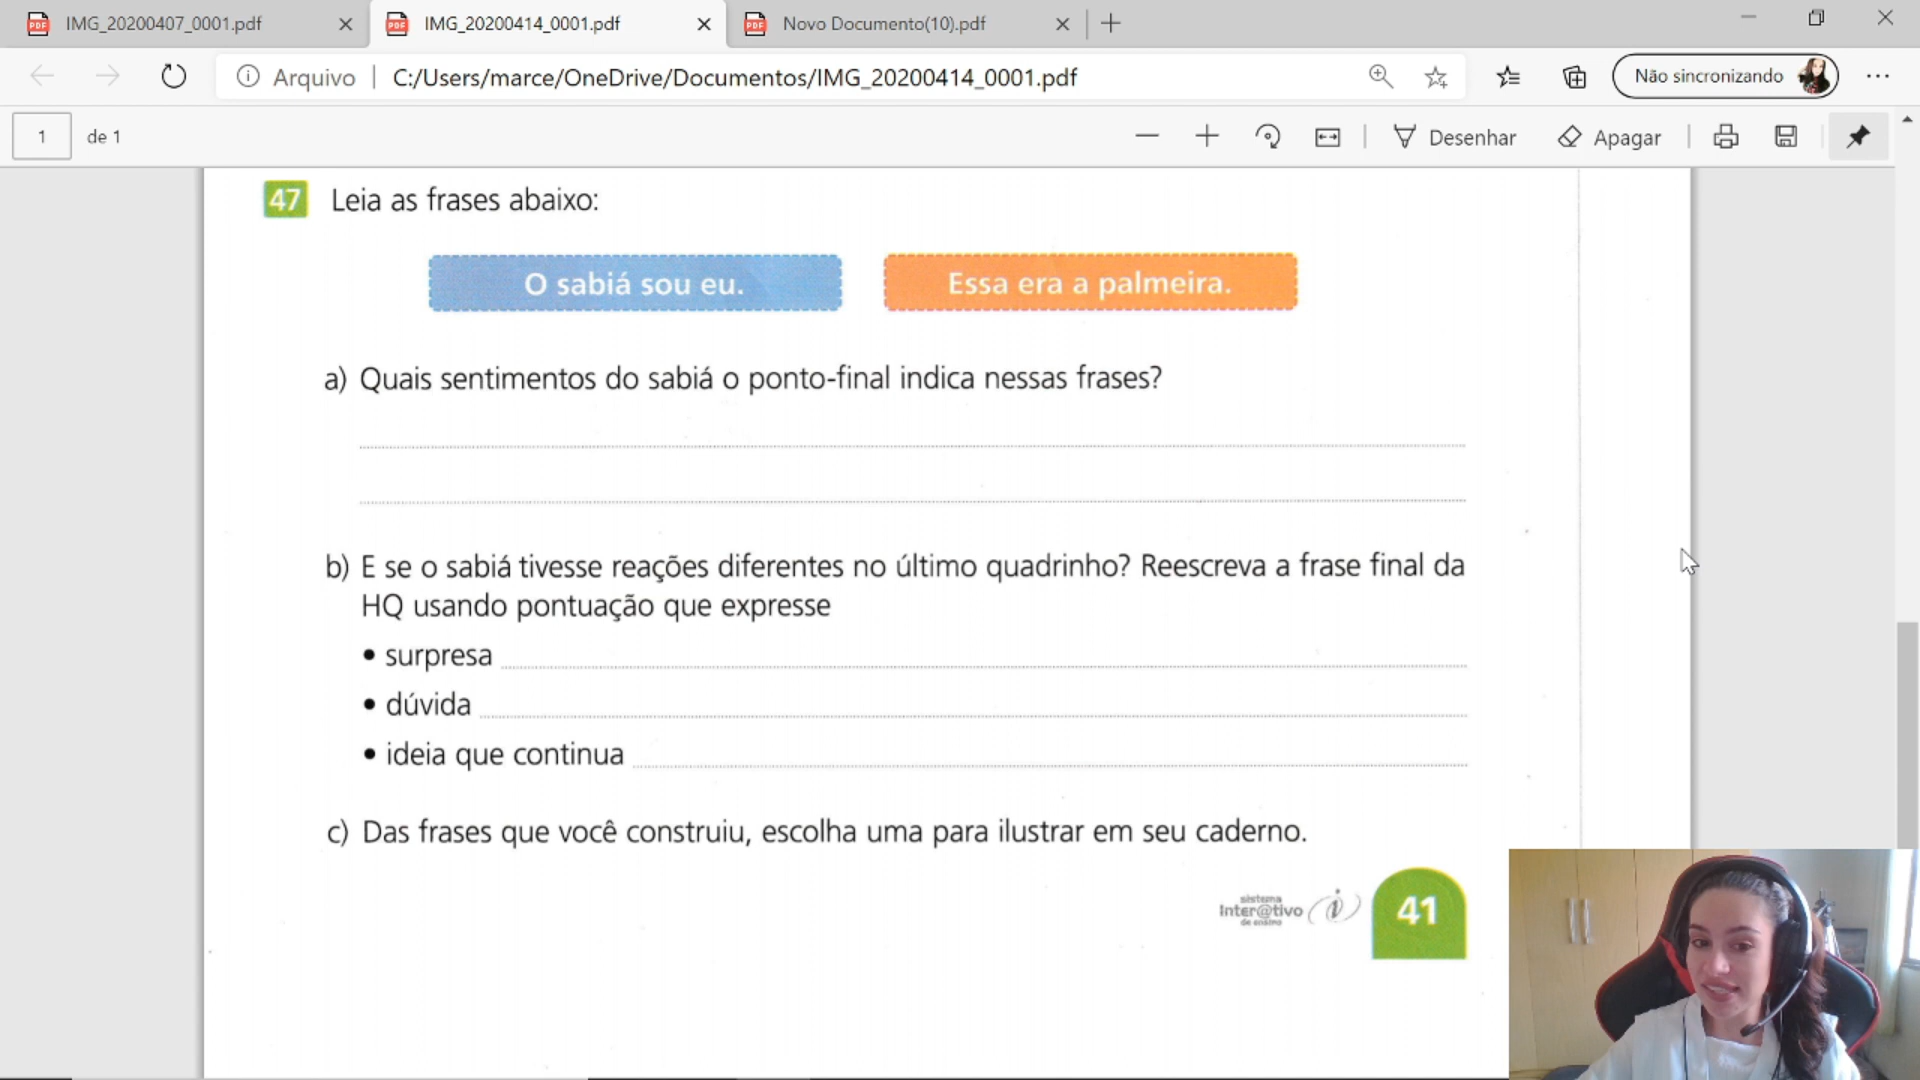 IMG_20200407_0001.pdf
IMG_20200414_0001.pdf
Novo Documento(10).pdf
Arquivo
C:/Users/marce/OneDrive/Documentos/IMG_20200414_0001.pdf
Não sincronizando
1
de 1
Desenhar
Apagar
47 Leia as frases abaixo:
O sabiá sou eu.
Essa era a palmeira.
a) Quais sentimentos do sabiá o ponto-final indica nessas frases?
b) E se o sabiá tivesse reações diferentes no último quadrinho? Reescreva a frase final da
HQ usando pontuação que expresse
• surpresa
• dúvida
• ideia que continua
c) Das frases que você construiu, escolha uma para ilustrar em seu caderno.
sistema
Inter@tivo
de ensino
41